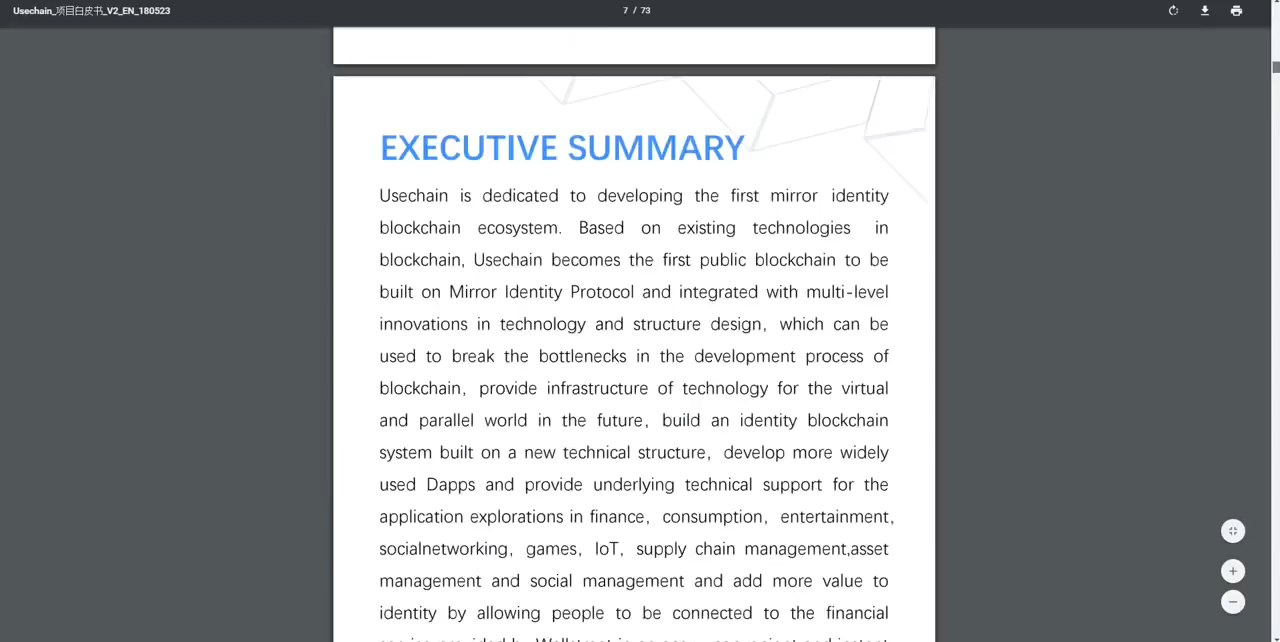 Usechain_项目白皮书_V2_EN_180523
7 / 73
EXECUTIVE SUMMARY
Usechain is dedicated to developing the first mirror identity
blockchain ecosystem. Based on existing technologies in
blockchain, Usechain becomes the first public blockchain to be
built on Mirror Identity Protocol and integrated with multi-level
innovations in technology and structure design, which can be
used to break the bottlenecks in the development process of
blockchain, provide infrastructure of technology for the virtual
and parallel world in the future, build an identity blockchain
system built on a new technical structure, develop more widely
used Dapps and provide underlying technical support for the
application explorations in finance, consumption, entertainment,
socialnetworking, games, IoT, supply chain management,asset
management and social management and add more value to
identity by allowing people to be connected to the financial